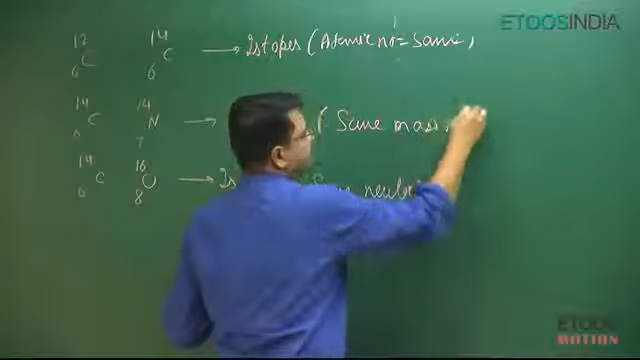 ETOOSINDIA
12 6 C 14 6 C → Istopes (Atomic no = Same,
14 6 C 14 7 N → ( Same mass.
14 6 C 16 8 O → Is
ETOOS
MOTION